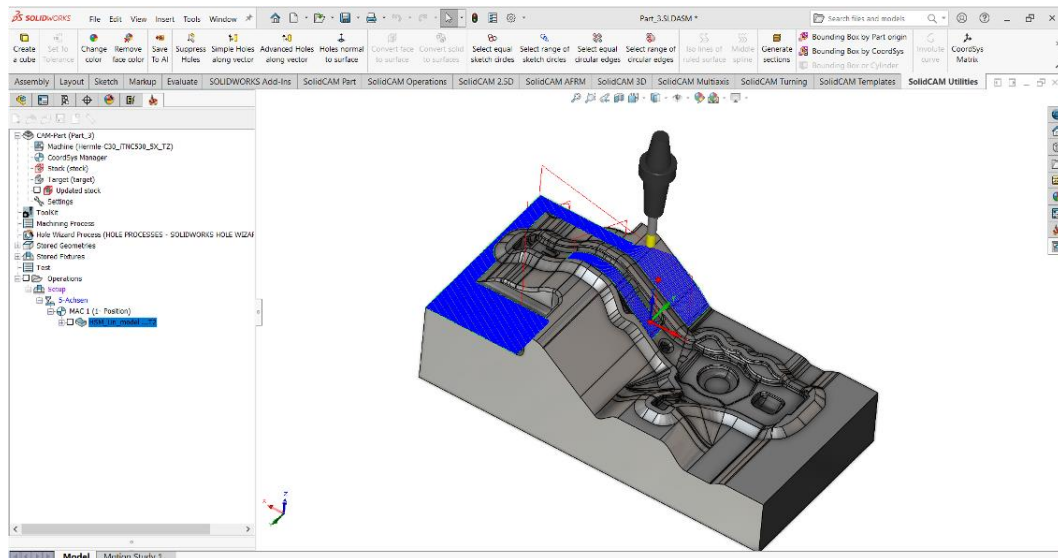 SOLIDWORKS File Edit View Insert Tools Window Part_3.SLDASM * Search files and models
Create a cube
Set to Tolerance
Change color
Remove face color
Save To AI
Suppress Holes
Simple Holes along vector
Advanced Holes along vector
Holes normal to surface
Convert face to surface
Convert solid to surfaces
Select equal sketch circles
Select range of sketch circles
Select equal circular edges
Select range of circular edges
Iso lines of ruled surface
Middle spine
Generate sections
Bounding Box by Part origin
Bounding Box by CoordSys
Bounding Box or Cylinder
Involute curve
CoordSys Matrix
Assembly Layout Sketch Markup Evaluate SOLIDWORKS Add-Ins SolidCAM Part SolidCAM Operations SolidCAM 2.5D SolidCAM AFRM SolidCAM 3D SolidCAM Multiaxis SolidCAM Turning SolidCAM Templates SolidCAM Utilities
CAM-Part (Part_3)
Machine (Hermle C30_iTNC530_5X_TZ)
CoordSys Manager
Stock (stock)
Target (target)
Updated stock
Settings
ToolKit
Machining Process
Hole Wizard Process (HOLE PROCESSES - SOLIDWORKS HOLE WIZAR
Stored Geometries
Stored Fixtures
Test
Operations
Setup
5-Achsen
MAC 1 (1- Position)
Model Motion Study 1